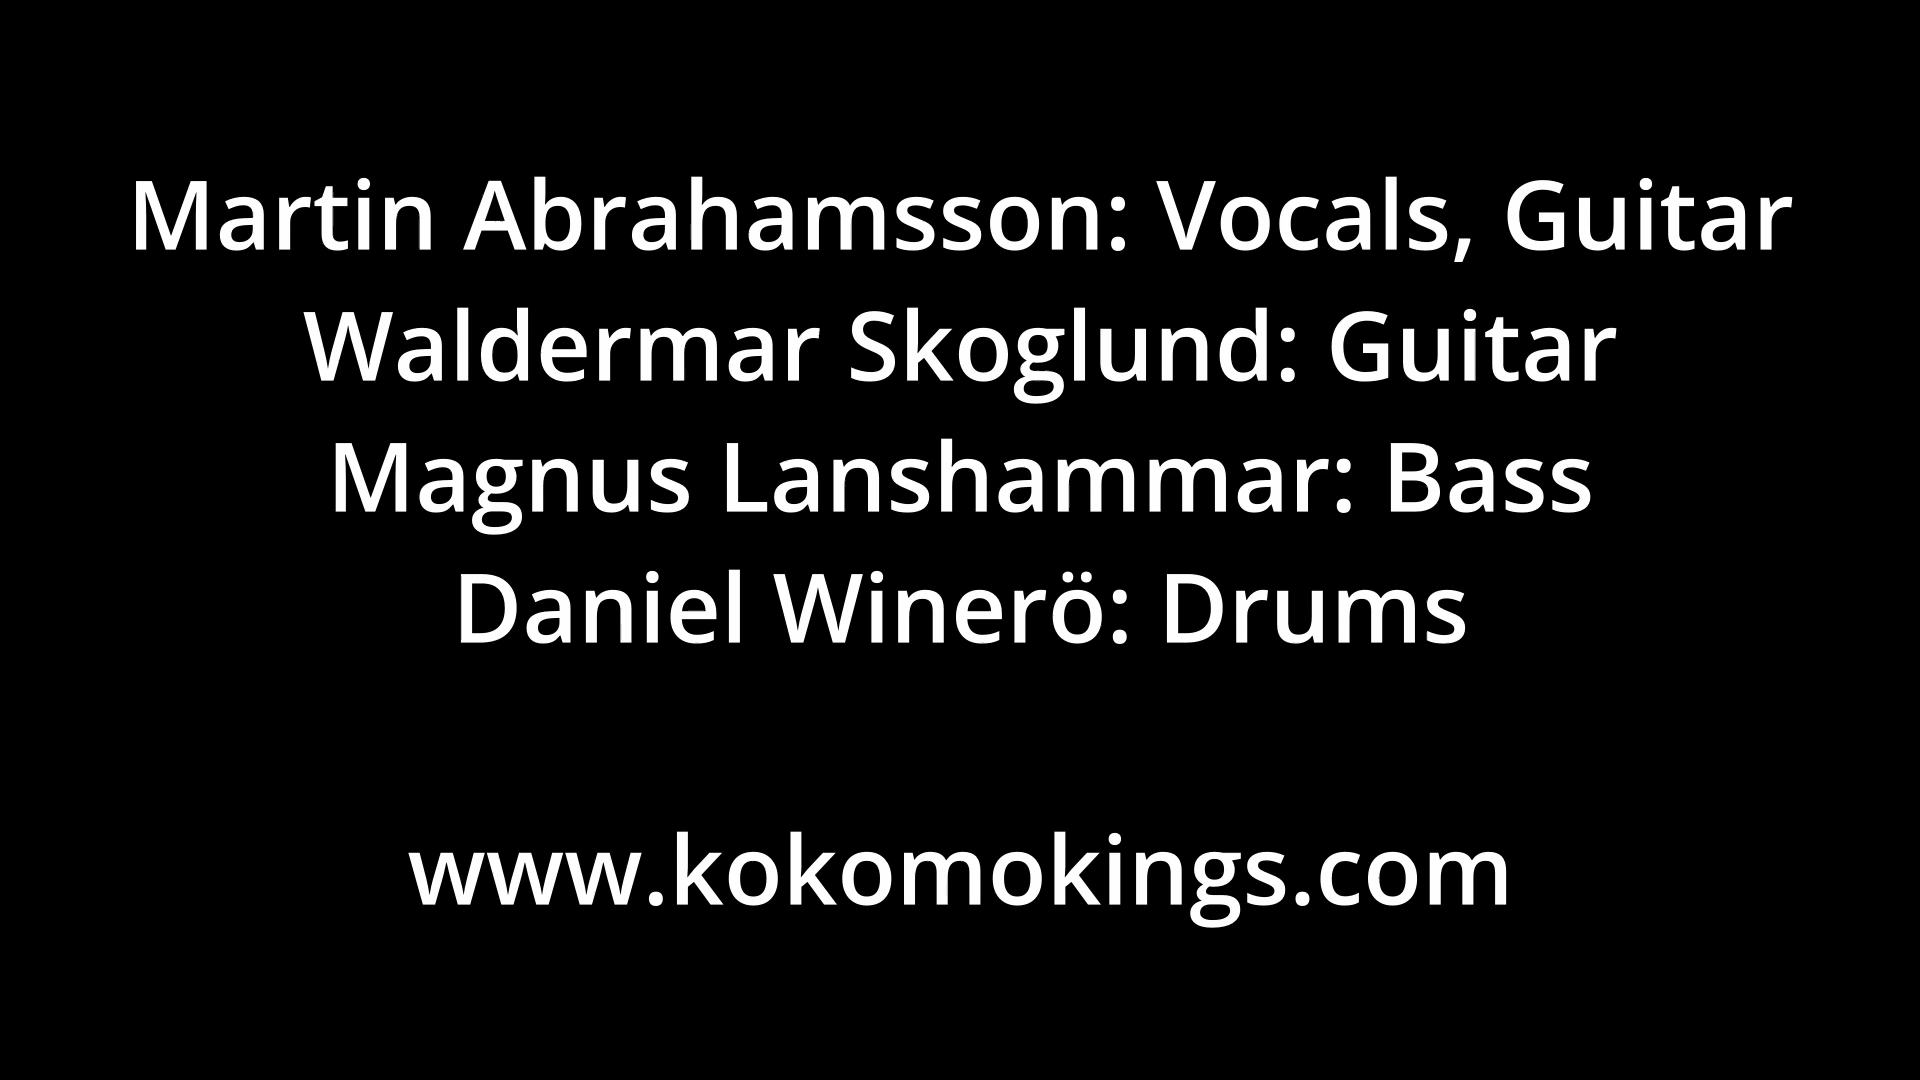 Martin Abrahamsson: Vocals, Guitar
Waldermar Skoglund: Guitar
Magnus Lanshammar: Bass
Daniel Winerö: Drums
www.kokomokings.com